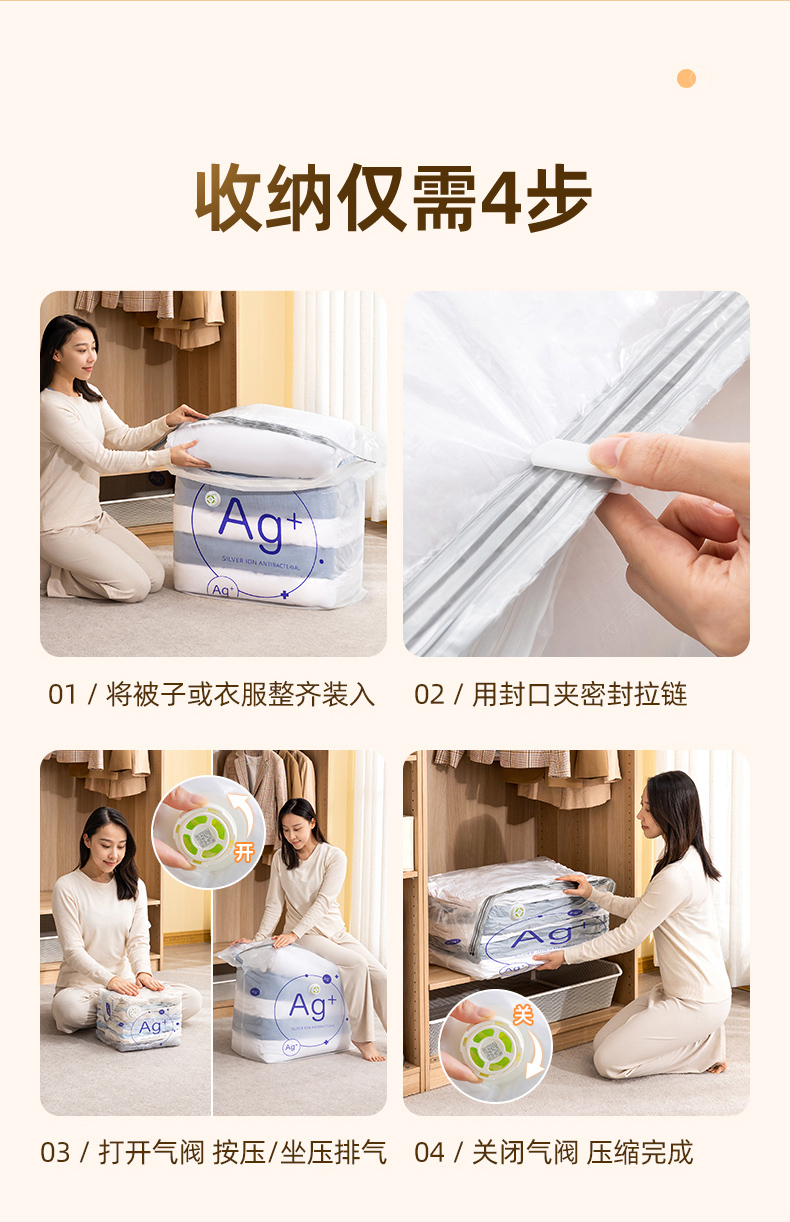 收纳仅需4步
Ag+
SILVER ION ANTIBACTERIAL
Ag+
01 / 将被子或衣服整齐装入
02 / 用封口夹密封拉链
开
Ag+
Ag+
Ag+
关
Ag+
03 / 打开气阀 按压/坐压排气
04 / 关闭气阀 压缩完成